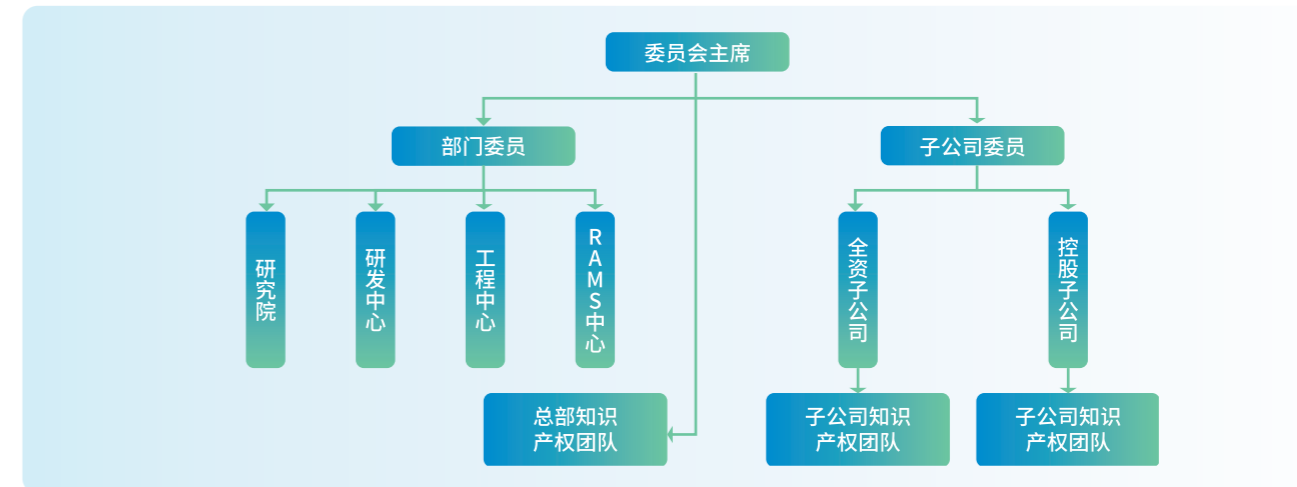 委员会主席
部门委员
子公司委员
研究院
研发中心
工程中心
RAMS中心
全资子公司
控股子公司
总部知识
产权团队
子公司知识
产权团队
子公司知识
产权团队